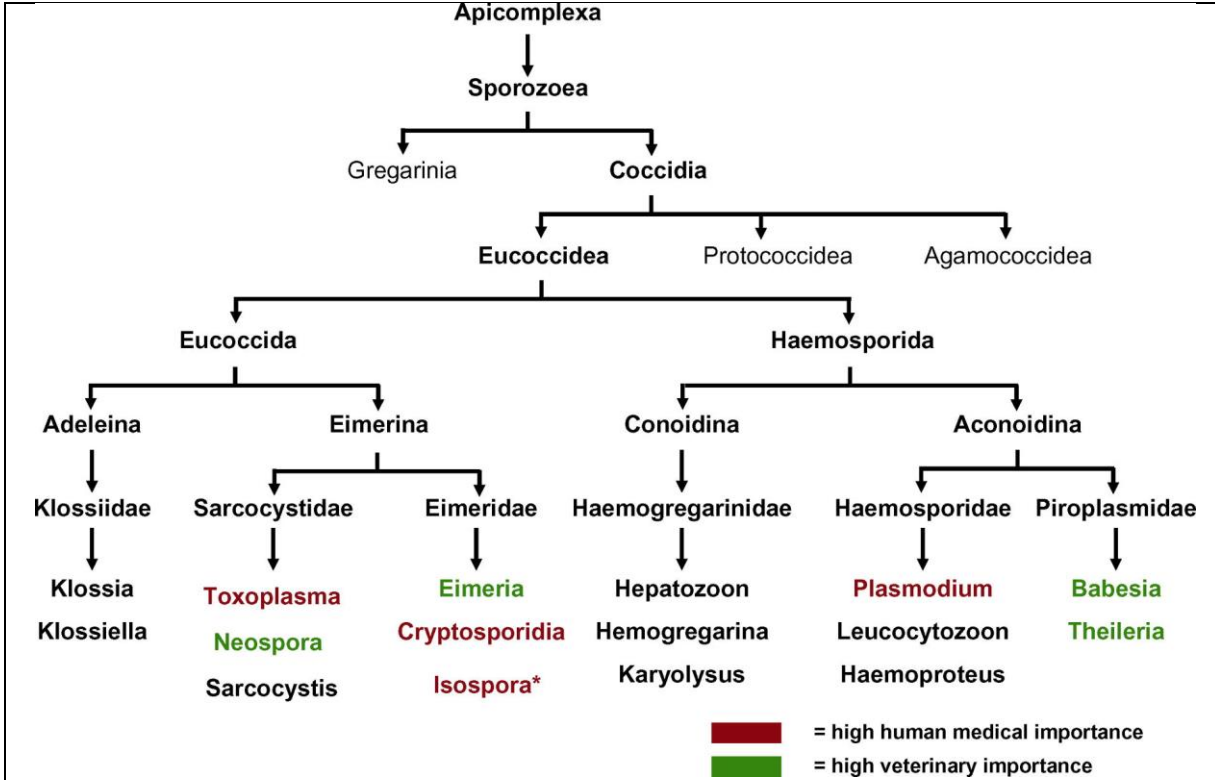 Apicomplexa
Sporozoea
Gregarinia Coccidia
Eucoccidea Protococcidea Agamococcidea
Eucoccida Haemosporida
Adeleina Eimerina Conoidina Aconoidina
Klossiidae Sarcocystidae Eimeridae Haemogregarinidae Haemosporidae Piroplasmidae
Klossia Toxoplasma Eimeria Hepatozoon Plasmodium Babesia
Klossiella Neospora Cryptosporidia Hemogregarina Leucocytozoon Theileria
Sarcocystis Isospora* Karyolysus Haemoproteus
= high human medical importance
= high veterinary importance